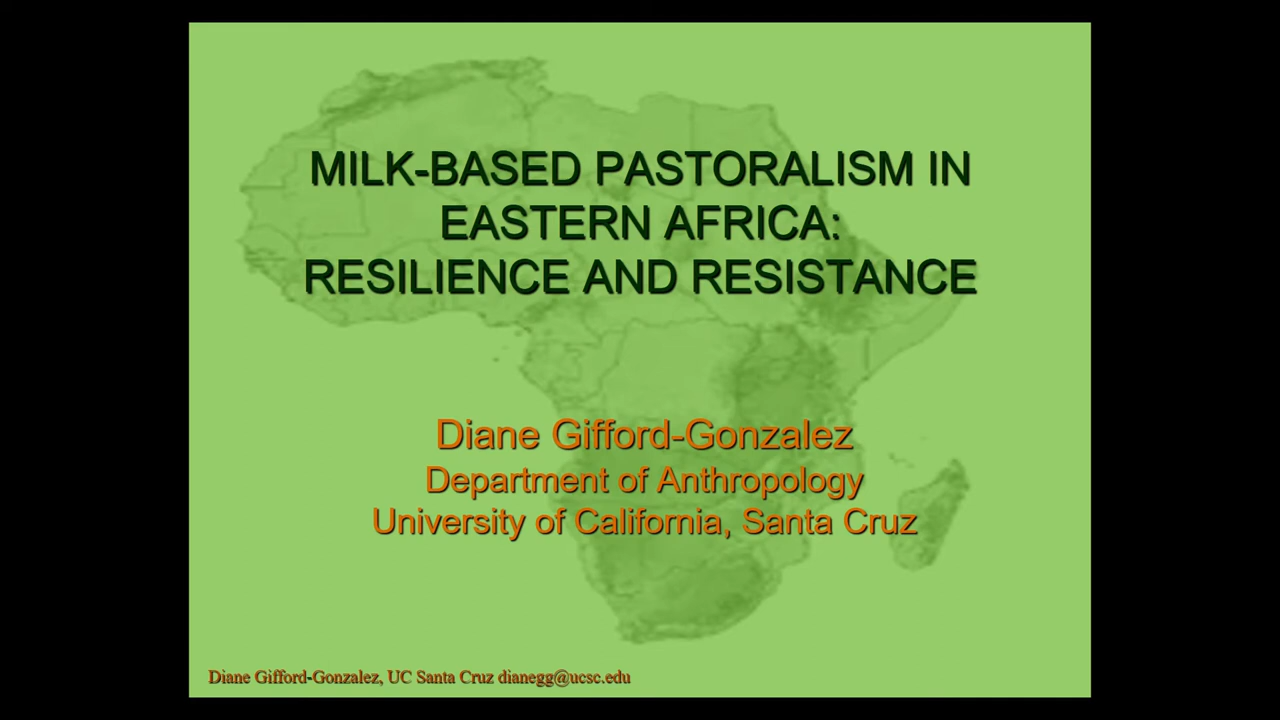 MILK-BASED PASTORALISM IN
EASTERN AFRICA:
RESILIENCE AND RESISTANCE
Diane Gifford-Gonzalez
Department of Anthropology
University of California, Santa Cruz
Diane Gifford-Gonzalez, UC Santa Cruz dianegg@ucsc.edu